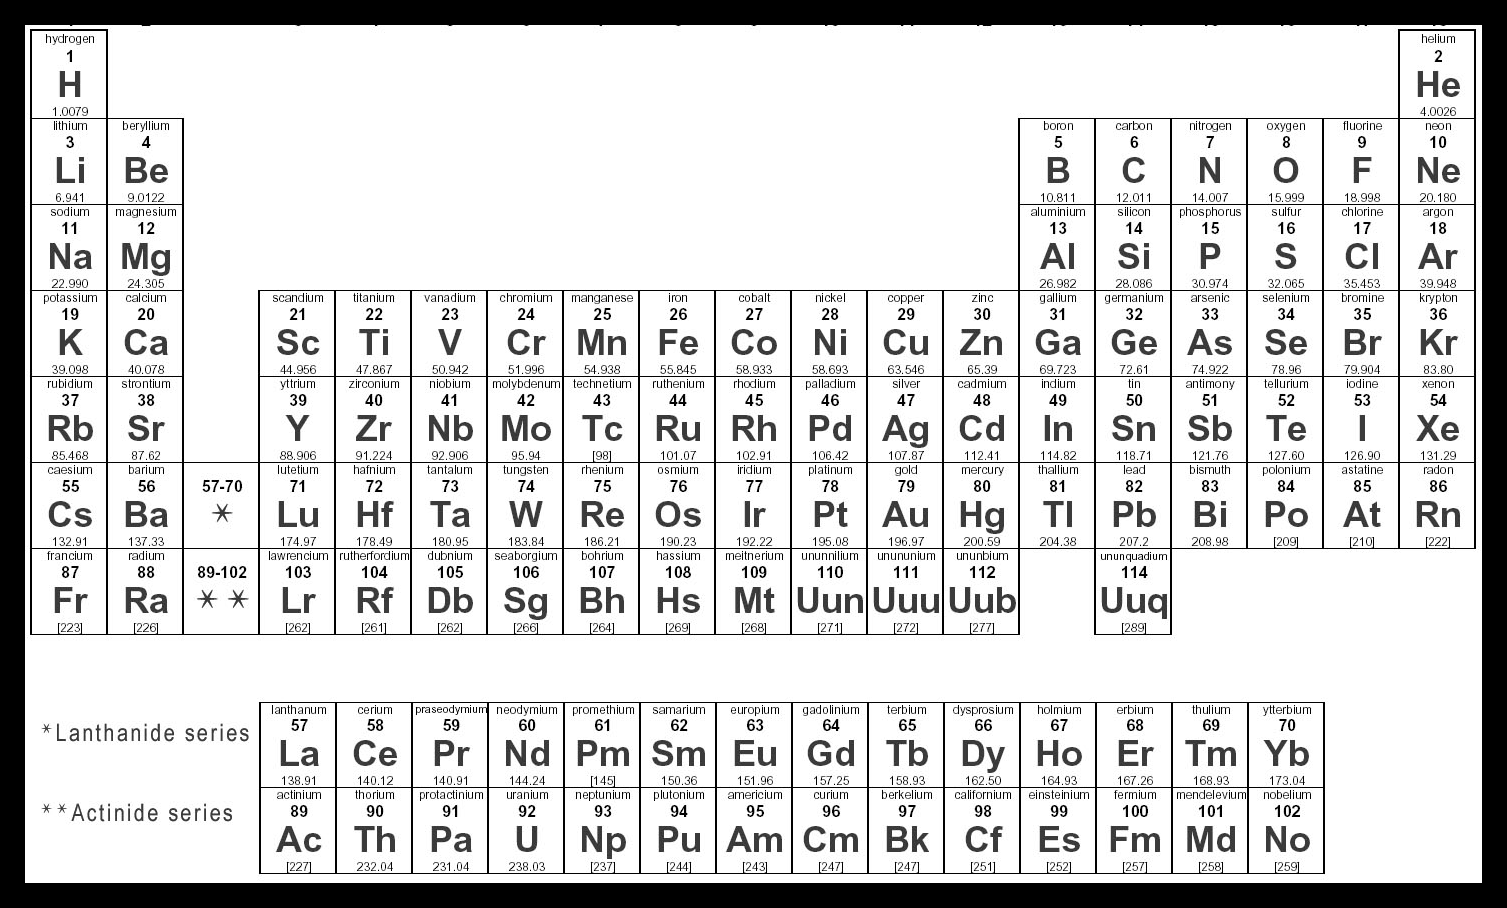 hydrogen helium
1 2
H He
1.0079 4.0026
lithium beryllium boron carbon nitrogen oxygen fluorine neon
3 4 5 6 7 8 9 10
Li Be B C N O F Ne
6.941 9.0122 10.811 12.011 14.007 15.999 18.998 20.180
sodium magnesium aluminium silicon phosphorus sulfur chlorine argon
11 12 13 14 15 16 17 18
Na Mg Al Si P S Cl Ar
22.990 24.305 26.982 28.086 30.974 32.065 35.453 39.948
potassium calcium scandium titanium vanadium chromium manganese iron cobalt nickel copper zinc gallium germanium arsenic selenium bromine krypton
19 20 21 22 23 24 25 26 27 28 29 30 31 32 33 34 35 36
K Ca Sc Ti V Cr Mn Fe Co Ni Cu Zn Ga Ge As Se Br Kr
39.098 40.078 44.956 47.867 50.942 51.996 54.938 55.845 58.933 58.693 63.546 65.39 69.723 72.61 74.922 78.96 79.904 83.80
rubidium strontium yttrium zirconium niobium molybdenum technetium ruthenium rhodium palladium silver cadmium indium tin antimony tellurium iodine xenon
37 38 39 40 41 42 43 44 45 46 47 48 49 50 51 52 53 54
Rb Sr Y Zr Nb Mo Tc Ru Rh Pd Ag Cd In Sn Sb Te I Xe
85.468 87.62 88.906 91.224 92.906 95.94 [98] 101.07 102.91 106.42 107.87 112.41 114.82 118.71 121.76 127.60 126.90 131.29
caesium barium lutetium hafnium tantalum tungsten rhenium osmium iridium platinum gold mercury thallium lead bismuth polonium astatine radon
55 56 57-70 71 72 73 74 75 76 77 78 79 80 81 82 83 84 85 86
Cs Ba * Lu Hf Ta W Re Os Ir Pt Au Hg Tl Pb Bi Po At Rn
132.91 137.33 174.97 178.49 180.95 183.84 186.21 190.23 192.22 195.08 196.97 200.59 204.38 207.2 208.98 [209] [210] [222]
francium radium lawrencium rutherfordium dubnium seaborgium bohrium hassium meitnerium ununnilium unununium ununbium ununquadium
87 88 89-102 103 104 105 106 107 108 109 110 111 112 114
Fr Ra * * Lr Rf Db Sg Bh Hs Mt Uun Uuu Uub Uuq
[223] [226] [262] [261] [262] [266] [264] [269] [268] [271] [272] [277] [289]
lanthanum cerium praseodymium neodymium promethium samarium europium gadolinium terbium dysprosium holmium erbium thulium ytterbium
57 58 59 60 61 62 63 64 65 66 67 68 69 70
*Lanthanide series La Ce Pr Nd Pm Sm Eu Gd Tb Dy Ho Er Tm Yb
138.91 140.12 140.91 144.24 [145] 150.36 151.96 157.25 158.93 162.50 164.93 167.26 168.93 173.04
actinium thorium protactinium uranium neptunium plutonium americium curium berkelium californium einsteinium fermium mendelevium nobelium
**Actinide series 89 90 91 92 93 94 95 96 97 98 99 100 101 102
Ac Th Pa U Np Pu Am Cm Bk Cf Es Fm Md No
[227] 232.04 231.04 238.03 [237] [244] [243] [247] [247] [251] [252] [257] [258] [259]